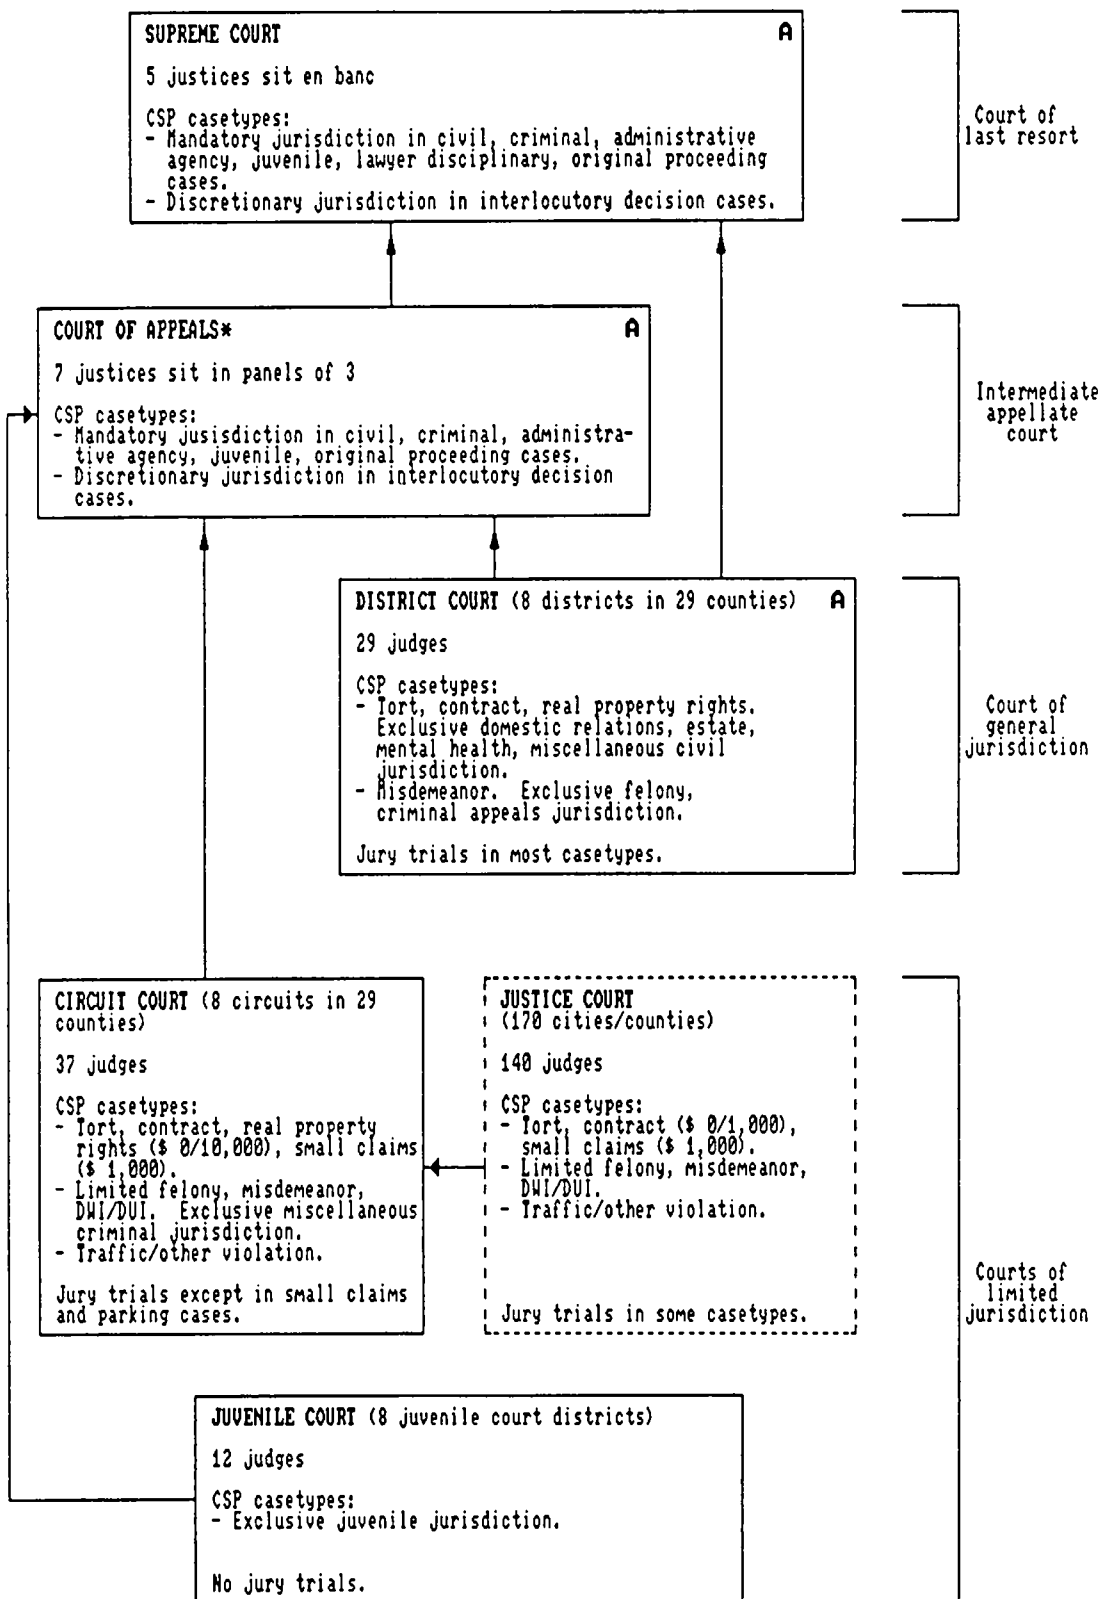 SUPREME COURT A
5 justices sit en banc
CSP casetypes:
- Mandatory jurisdiction in civil, criminal, administrative
agency, juvenile, lawyer disciplinary, original proceeding
cases.
- Discretionary jurisdiction in interlocutory decision cases.
Court of
last resort
COURT OF APPEALS* A
7 justices sit in panels of 3
CSP casetypes:
- Mandatory jusisdiction in civil, criminal, administra-
tive agency, juvenile, original proceeding cases.
- Discretionary jurisdiction in interlocutory decision
cases.
Intermediate
appellate
court
DISTRICT COURT (8 districts in 29 counties) A
29 judges
CSP casetypes:
- Tort, contract, real property rights.
Exclusive domestic relations, estate,
mental health, miscellaneous civil
jurisdiction.
- Misdemeanor. Exclusive felony,
criminal appeals jurisdiction.
Jury trials in most casetypes.
Court of
general
jurisdiction
CIRCUIT COURT (8 circuits in 29
counties)
37 judges
CSP casetypes:
- Tort, contract, real property
rights ($ 0/10,000), small claims
($ 1,000).
- Limited felony, misdemeanor,
DWI/DUI. Exclusive miscellaneous
criminal jurisdiction.
- Traffic/other violation.
Jury trials except in small claims
and parking cases.
JUSTICE COURT
(170 cities/counties)
140 judges
CSP casetypes:
- Tort, contract ($ 0/1,000),
small claims ($ 1,000).
- Limited felony, misdemeanor,
DWI/DUI.
- Traffic/other violation.
Jury trials in some casetypes.
Courts of
limited
jurisdiction
JUVENILE COURT (8 juvenile court districts)
12 judges
CSP casetypes:
- Exclusive juvenile jurisdiction.
No jury trials.